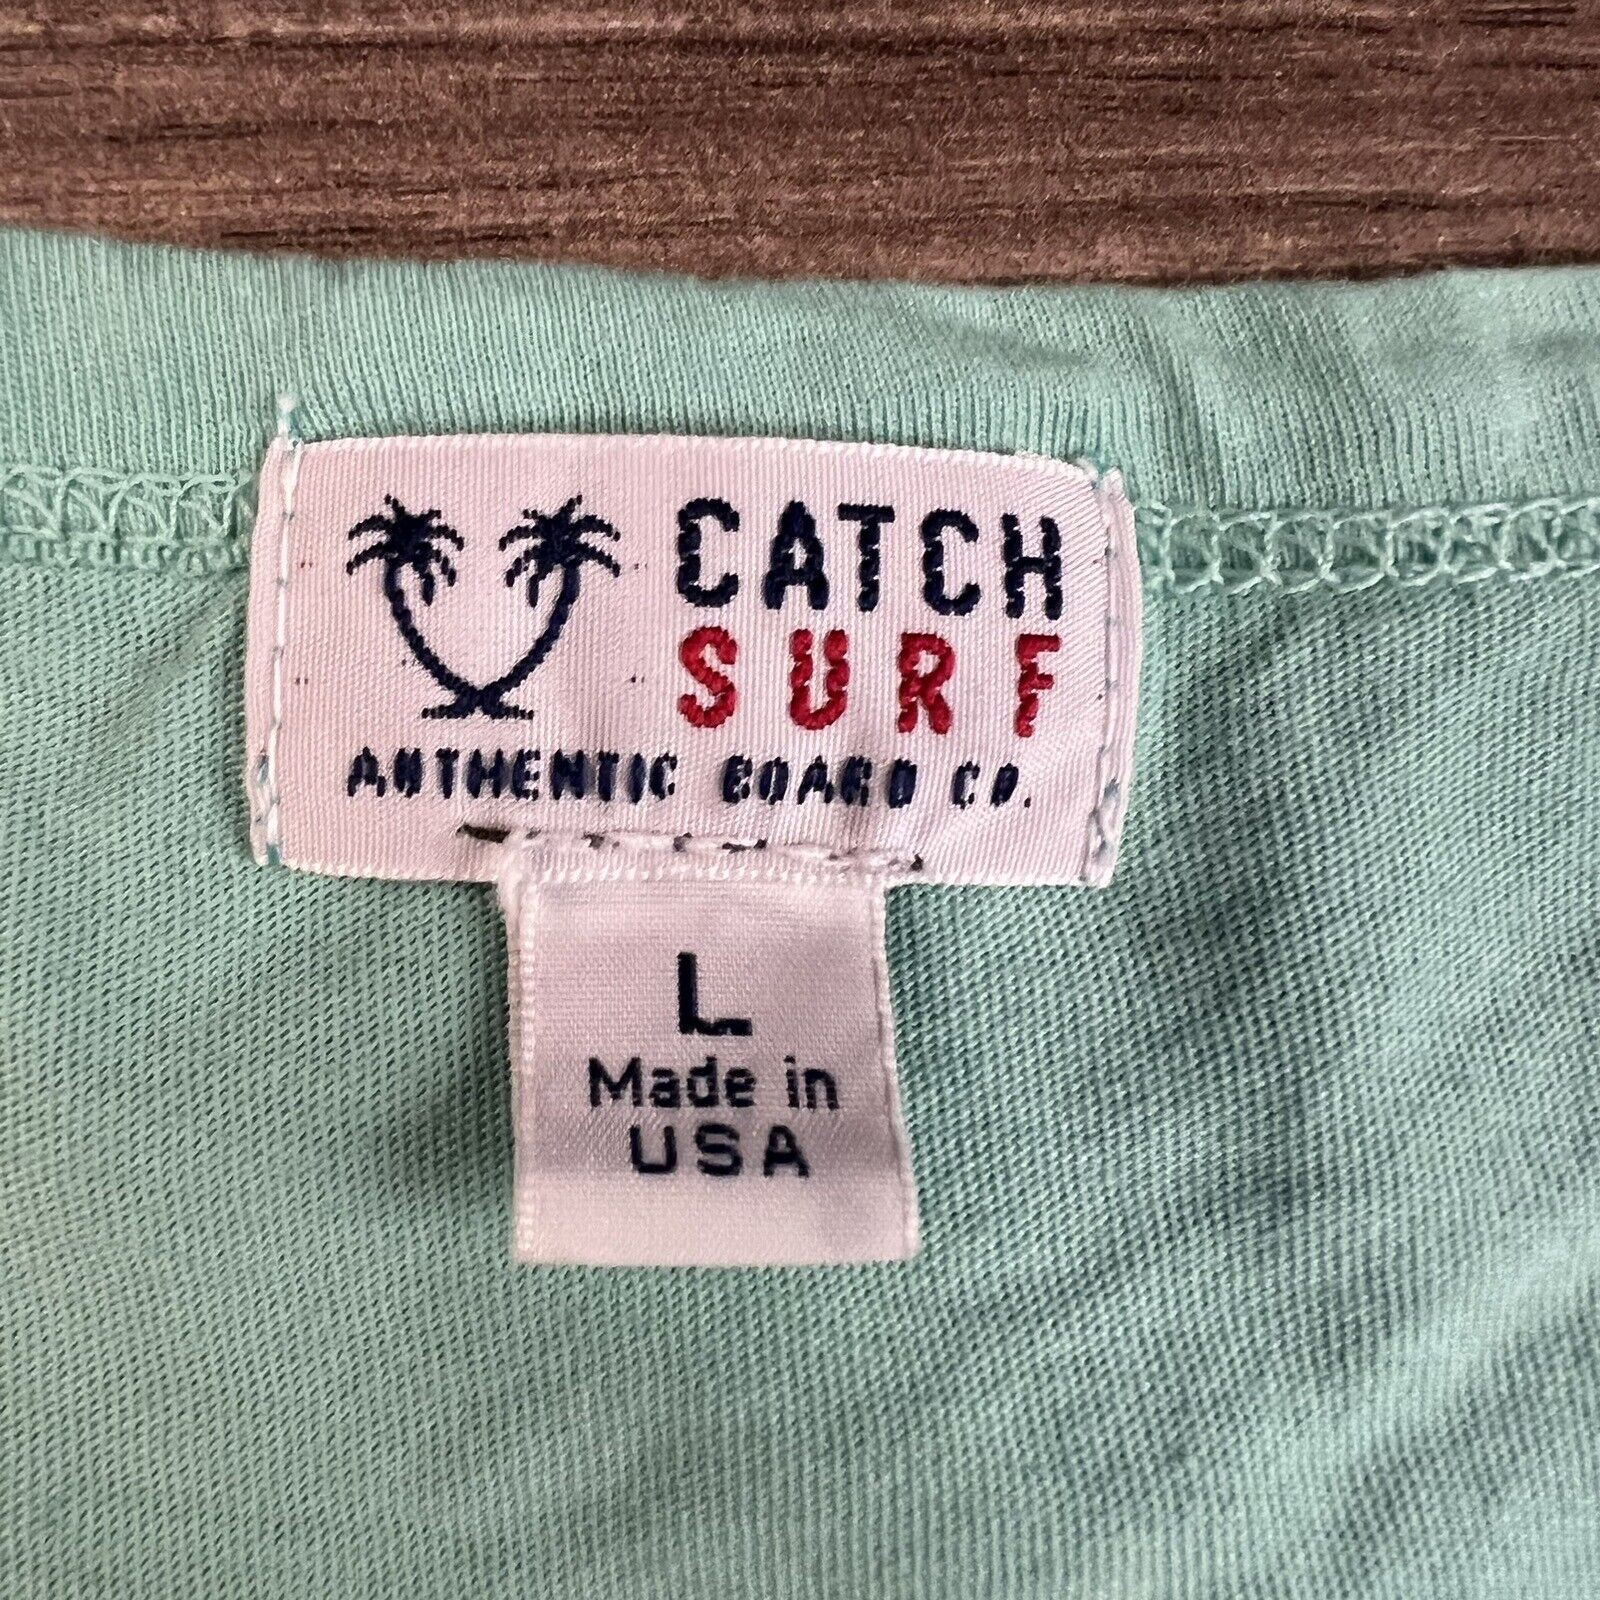 CATCH
SURF
AUTHENTIC BOARD CO.
L
Made in
USA